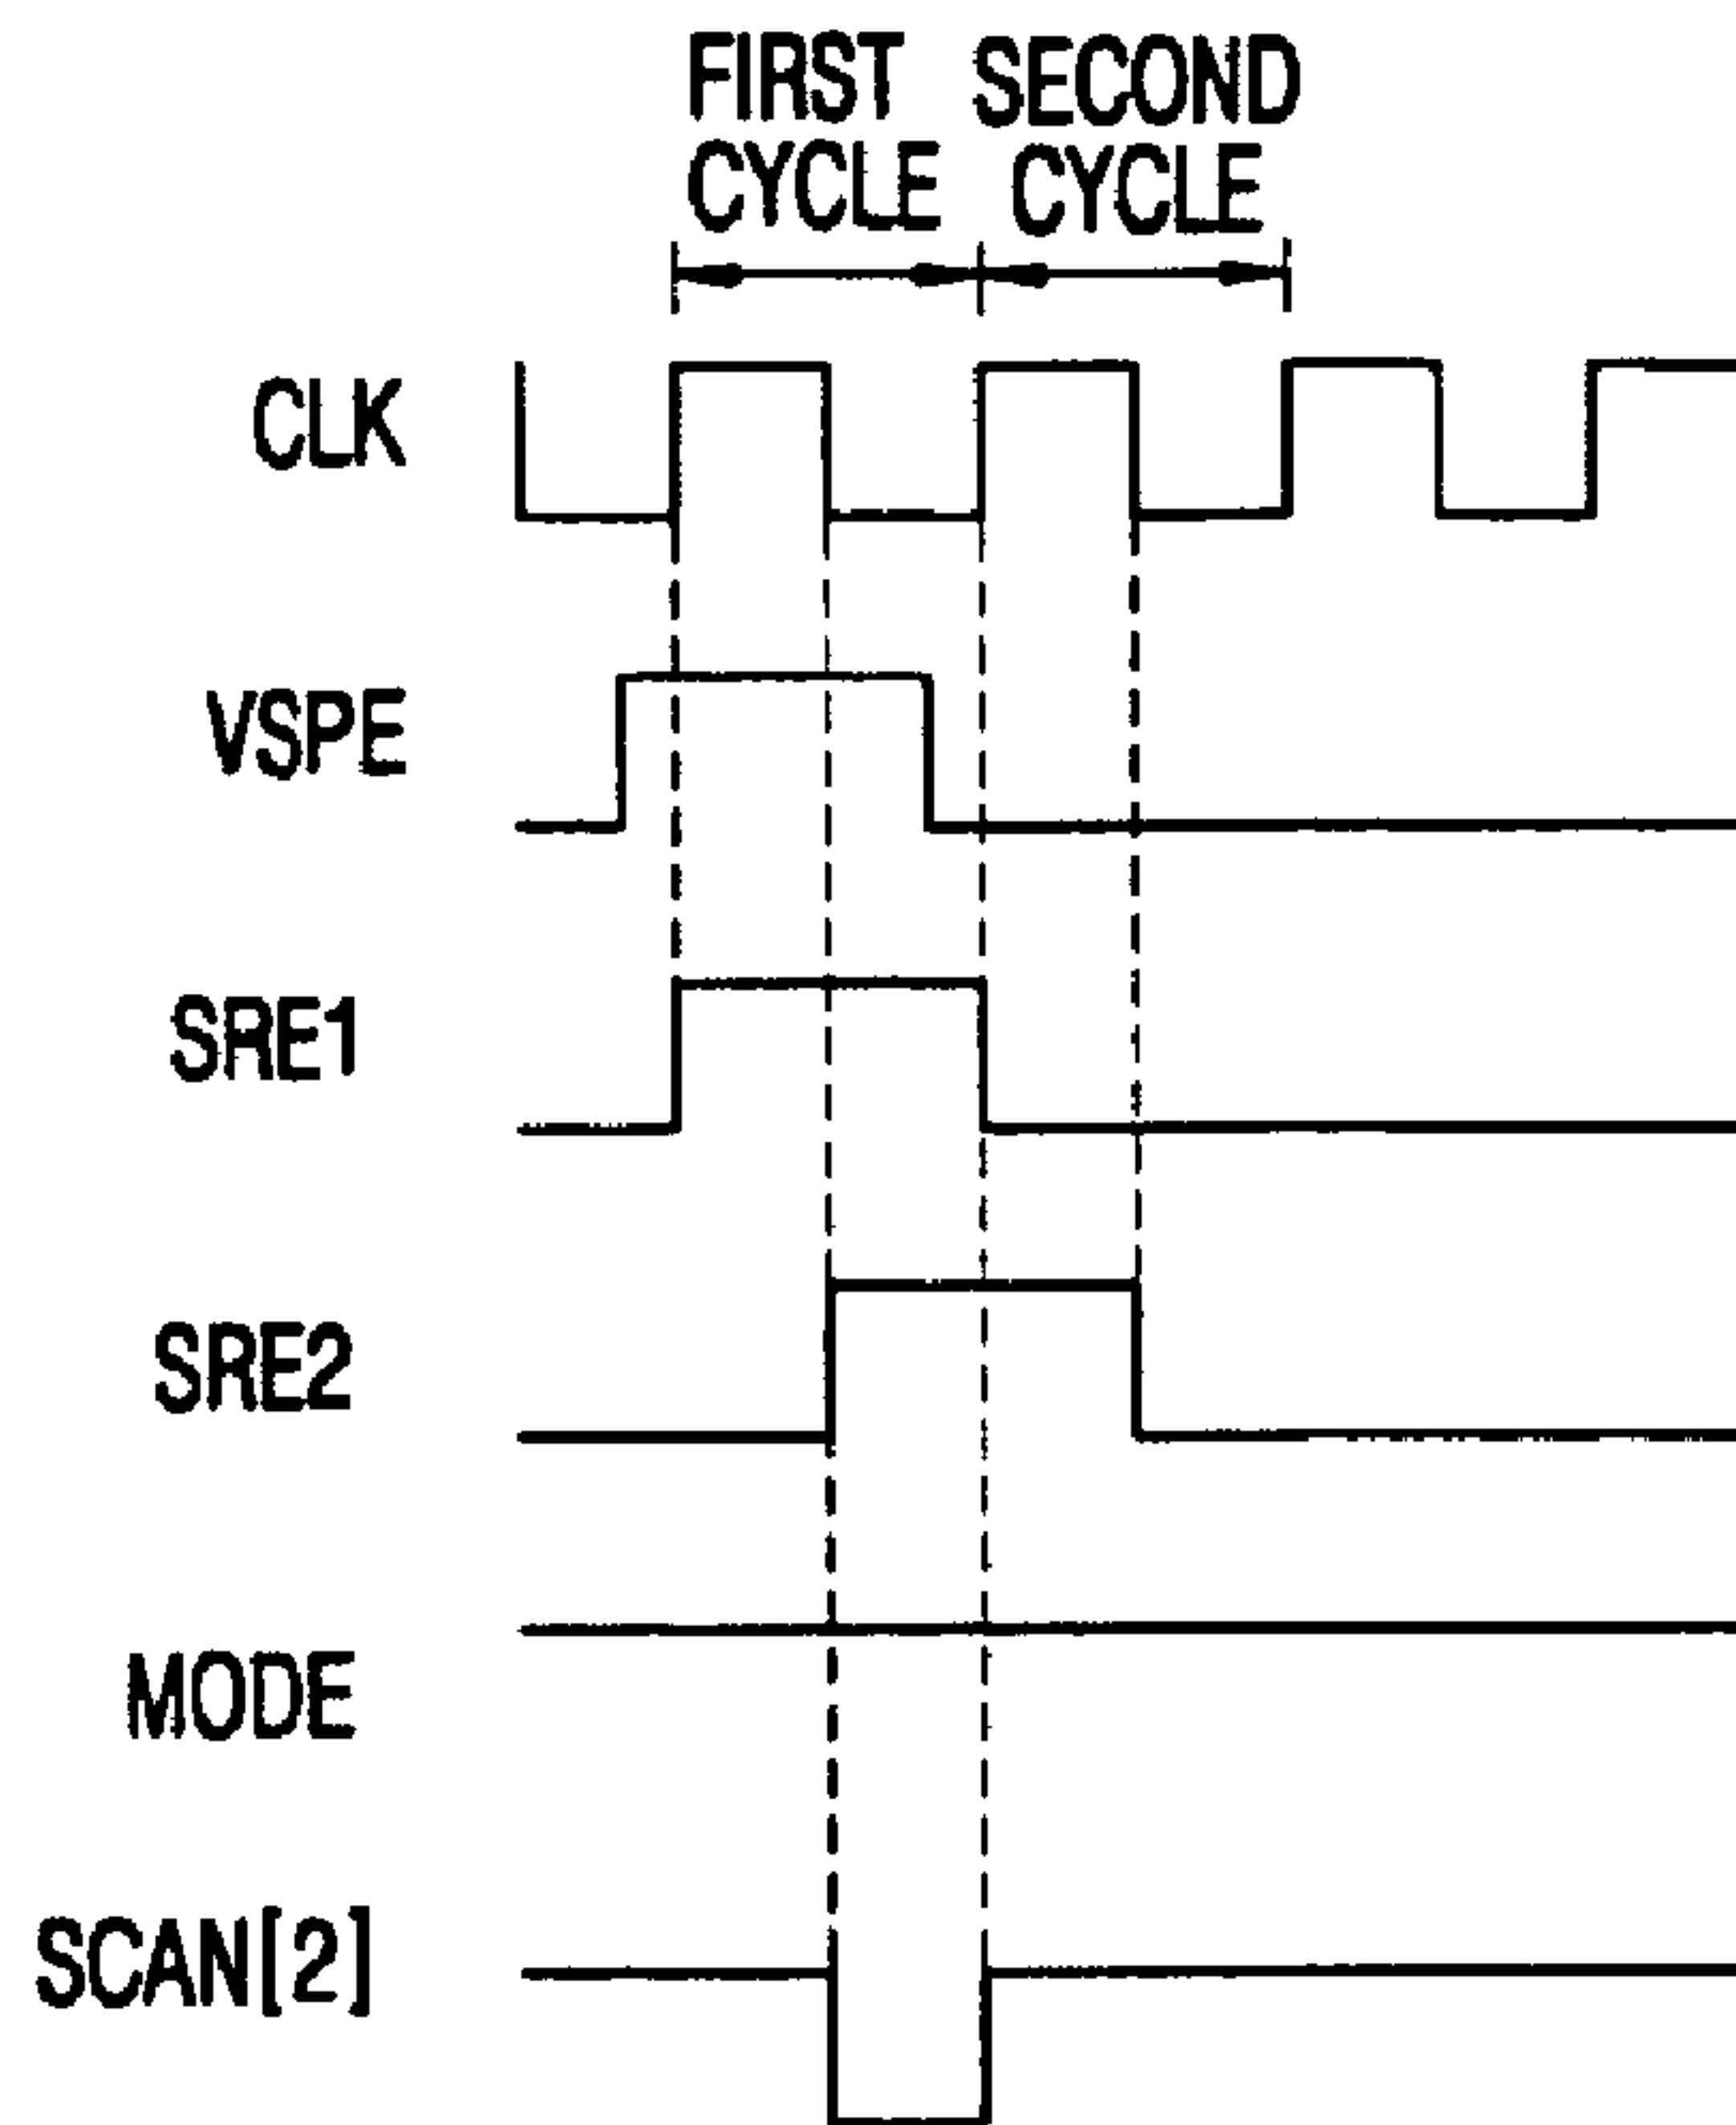 FIRST SECOND
CYCLE CYCLE
CLK
VSPE
SRE1
SRE2
MODE
SCAN[2]